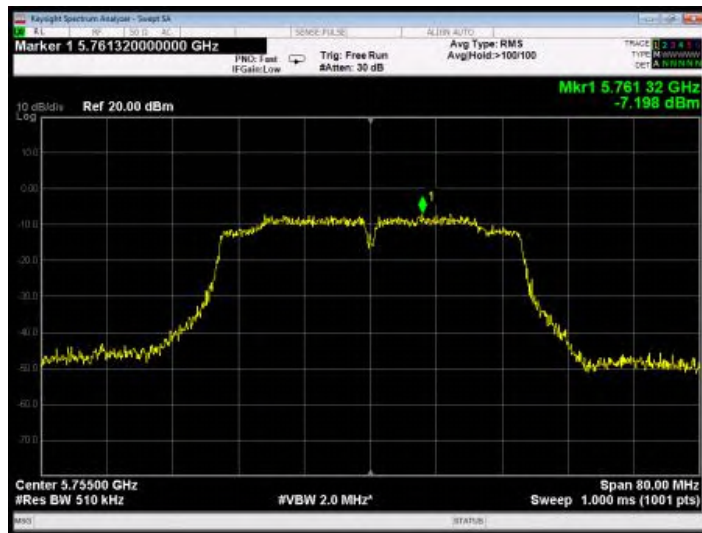 Keysight Spectrum Analyzer - Swept SA
RL RF 50 Ω AC SENSE:PULSE ALIGN AUTO
Marker 1 5.761320000000 GHz
PNO: Fast
IFGain:Low
Trig: Free Run
#Atten: 30 dB
Avg Type: RMS
Avg|Hold:>100/100
TRACE 1 2 3 4 5 6
TYPE MWWWWW
DET A NNNNN
Mkr1 5.761 32 GHz
-7.198 dBm
10 dB/div Ref 20.00 dBm
Log
10.0
0.00
1
-10.0
-20.0
-30.0
-40.0
-50.0
-60.0
-70.0
Center 5.75500 GHz
Span 80.00 MHz
#Res BW 510 kHz
#VBW 2.0 MHz*
Sweep 1.000 ms (1001 pts)
MSG STATUS